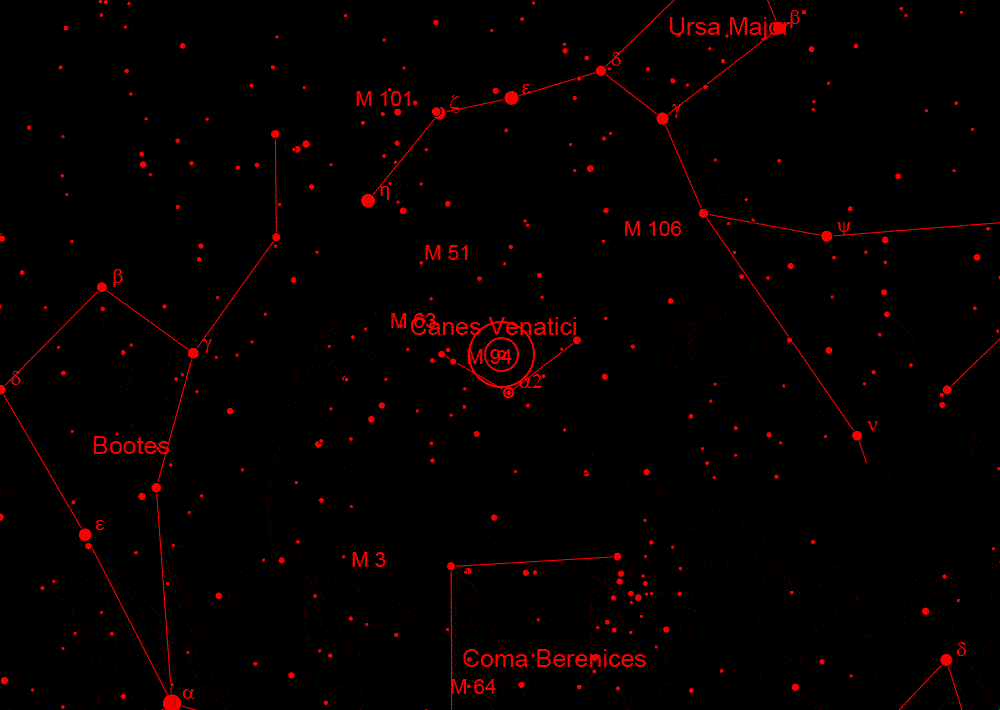 Ursa Major β
δ
ε
M 101 ζ
γ
η
M 106 ψ
M 51
β
M 63
Canes Venatici
γ
M 94
α2
δ
ν
Bootes
ε
M 3
δ
Coma Berenices
M 64
α